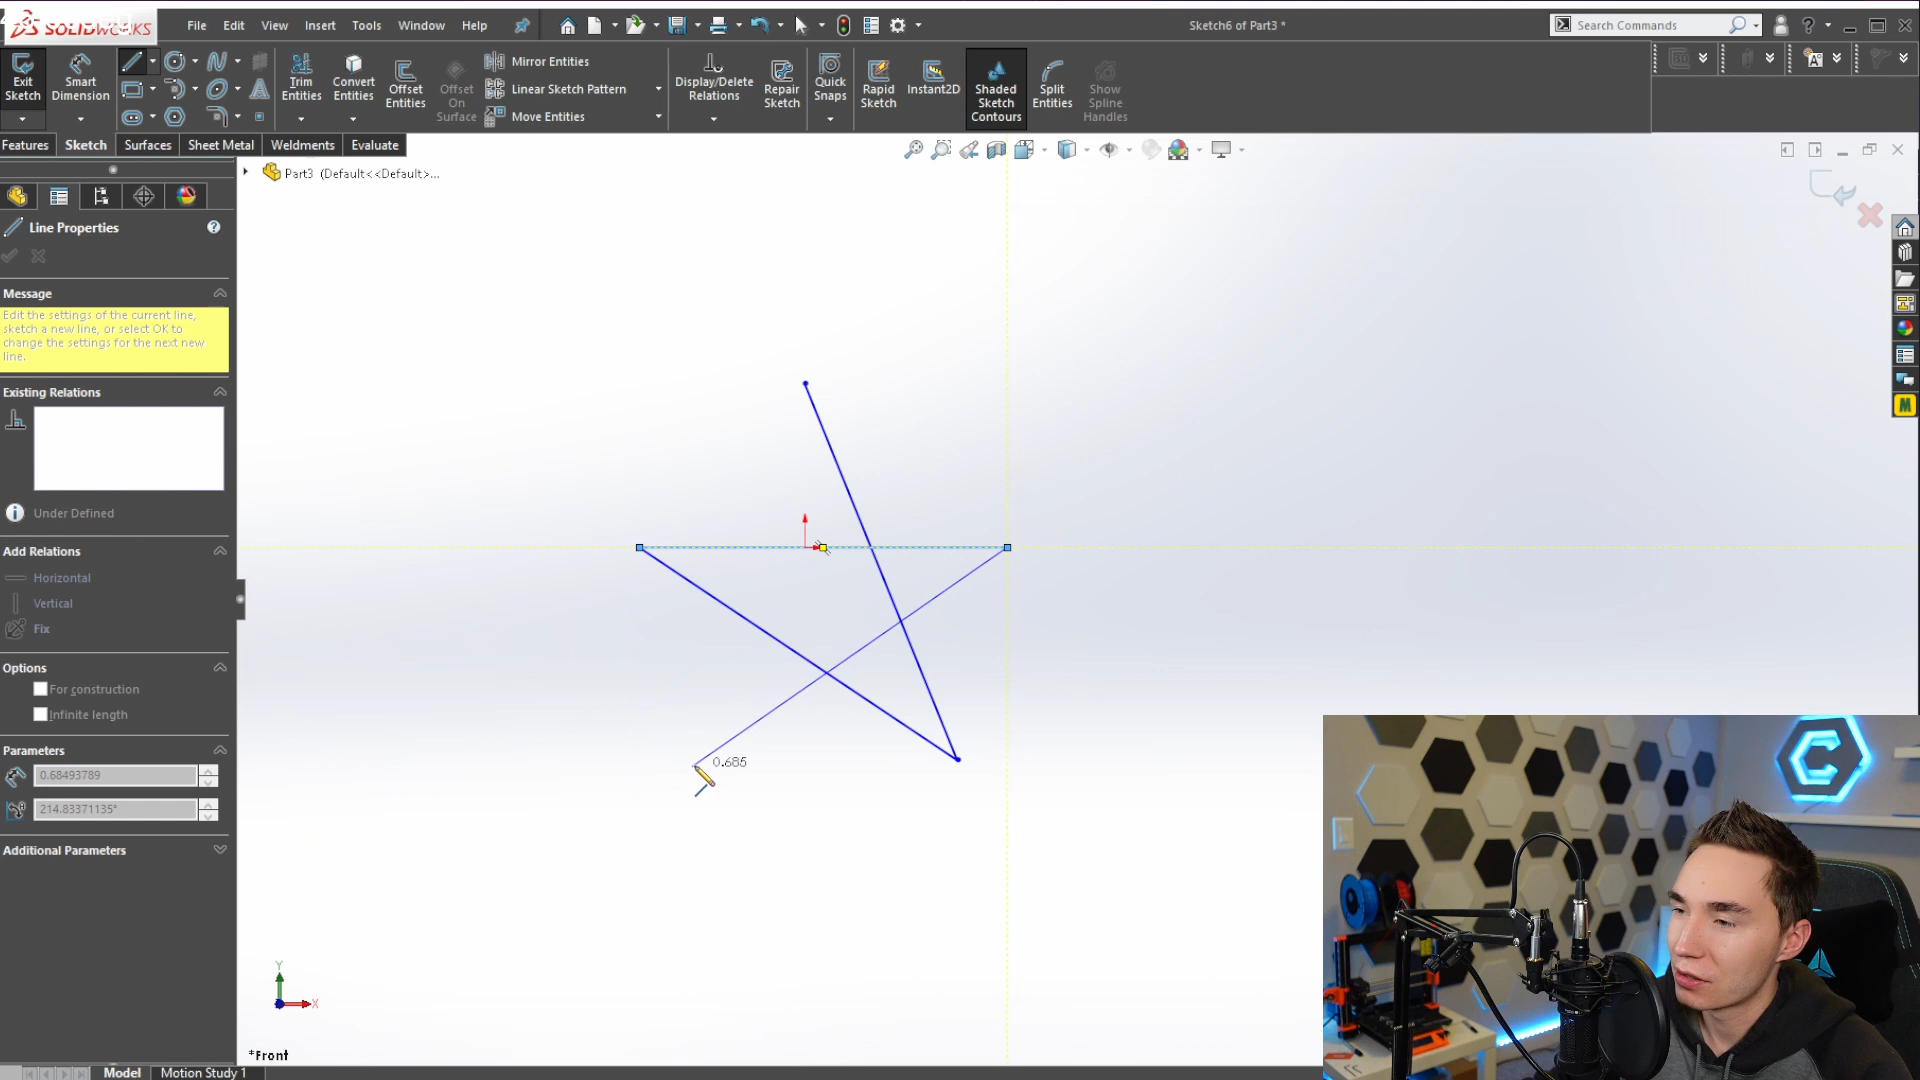 SOLIDWORKS
File Edit View Insert Tools Window Help
Sketch6 of Part3 *
Search Commands
Exit Sketch
Smart Dimension
Trim Entities
Convert Entities
Offset Entities
Offset On Surface
Mirror Entities
Linear Sketch Pattern
Move Entities
Display/Delete Relations
Repair Sketch
Quick Snaps
Rapid Sketch
Instant2D
Shaded Sketch Contours
Split Entities
Show Spline Handles
Features Sketch Surfaces Sheet Metal Weldments Evaluate
Part3 (Default<<Default>...
Line Properties
Message
Edit the settings of the current line,
sketch a new line, or select OK to
change the settings for the next new
line.
Existing Relations
Under Defined
Add Relations
Horizontal
Vertical
Fix
Options
For construction
Infinite length
Parameters
0.68493789
214.83371135°
Additional Parameters
0.685
M
Y
X
*Front
Model Motion Study 1